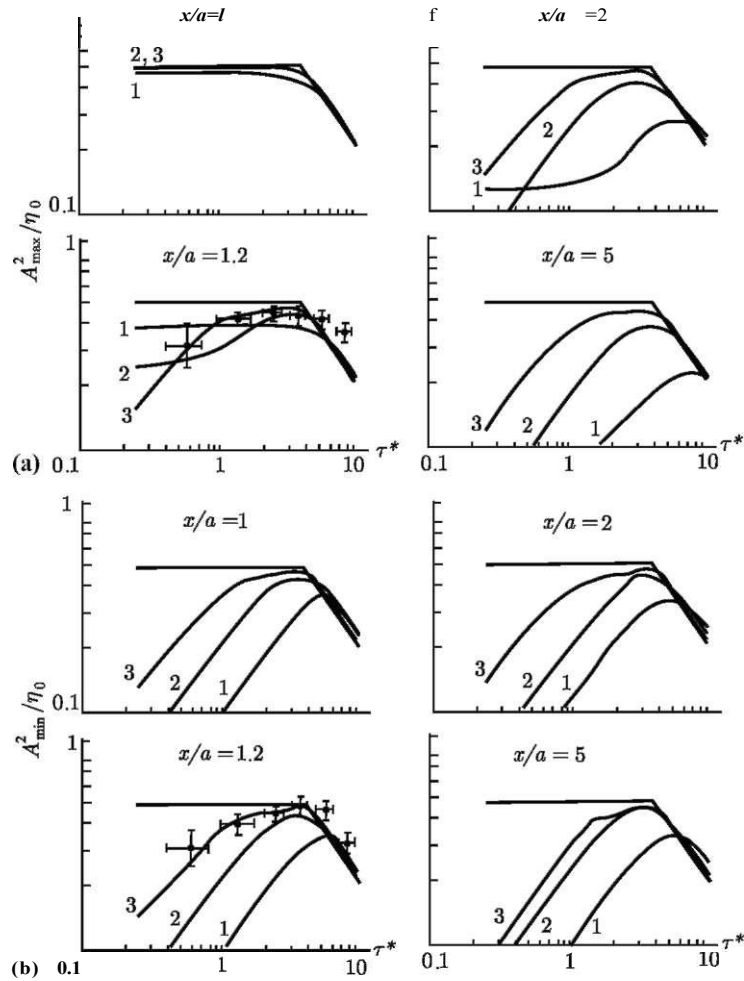 x/a=l
f x/a =2
2, 3
1
3
2
1
0.1
A²max/η0
1
x/a = 1.2
x/a = 5
1
2
3
3
2
1
(a) 0.1
1
τ*
10
0.1
1
10
τ*
1
x/a = 1
x/a = 2
3
2
1
3
2
1
0.1
A²min/η0
1
x/a = 1.2
x/a = 5
3
2
1
3
2
1
(b) 0.1
1
10
τ*
0.1
1
10
τ*